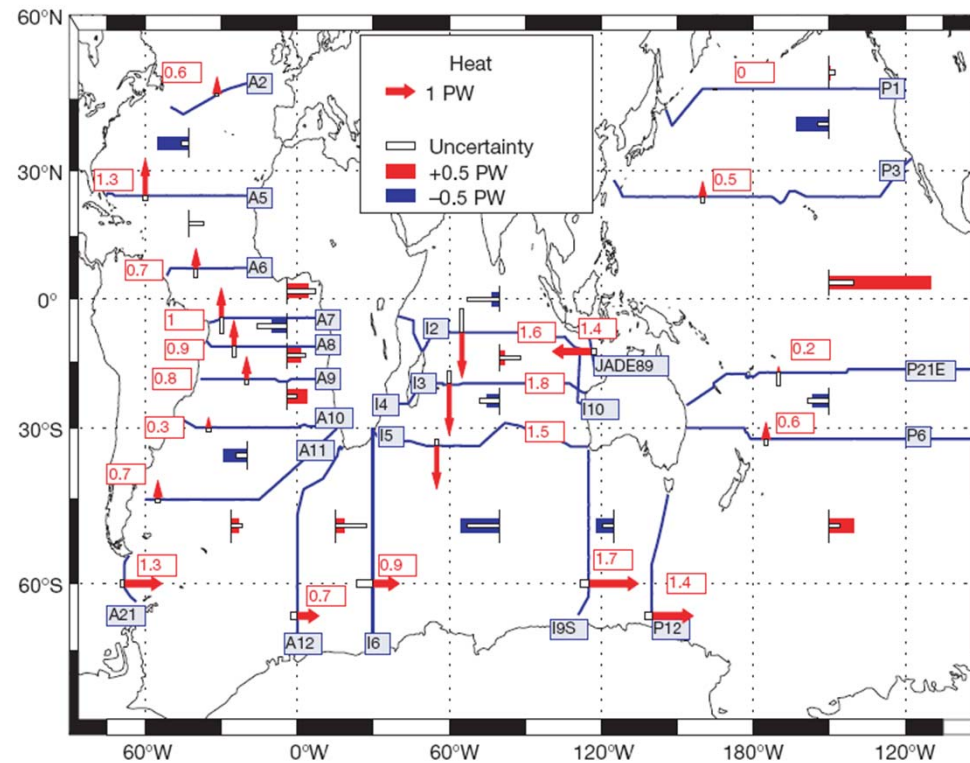 60°N
30°N
0°
30°S
60°S
60°W
0°W
60°W
120°W
180°W
120°W
Heat
1 PW
Uncertainty
+0.5 PW
−0.5 PW
0.6
A2
0
P1
1.3
A5
0.5
P3
0.7
A6
1
A7
0.9
A8
0.8
A9
0.3
A10
A11
0.7
I2
1.6
1.4
JADE89
I3
1.8
I4
I10
I5
1.5
0.2
P21E
0.6
P6
1.3
A21
0.7
A12
0.9
I6
1.7
I9S
1.4
P12